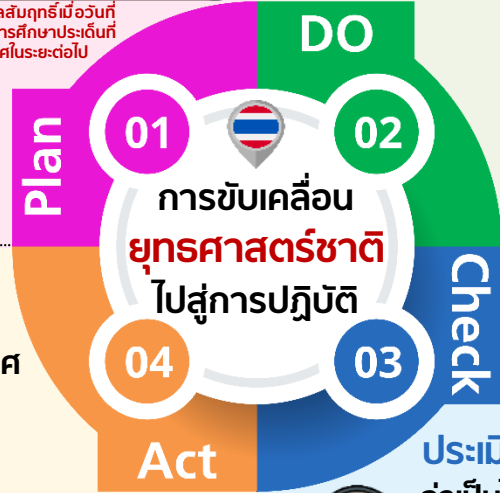 ลสัมฤทธิ์เมื่อวันที่
ารศึกษาประเด็นที่
ศในระยะต่อไป
Plan
01
DO
02
การขับเคลื่อน
ยุทธศาสตร์ชาติ
ไปสู่การปฏิบัติ
Check
03
ศ
04
Act
ประเมิ